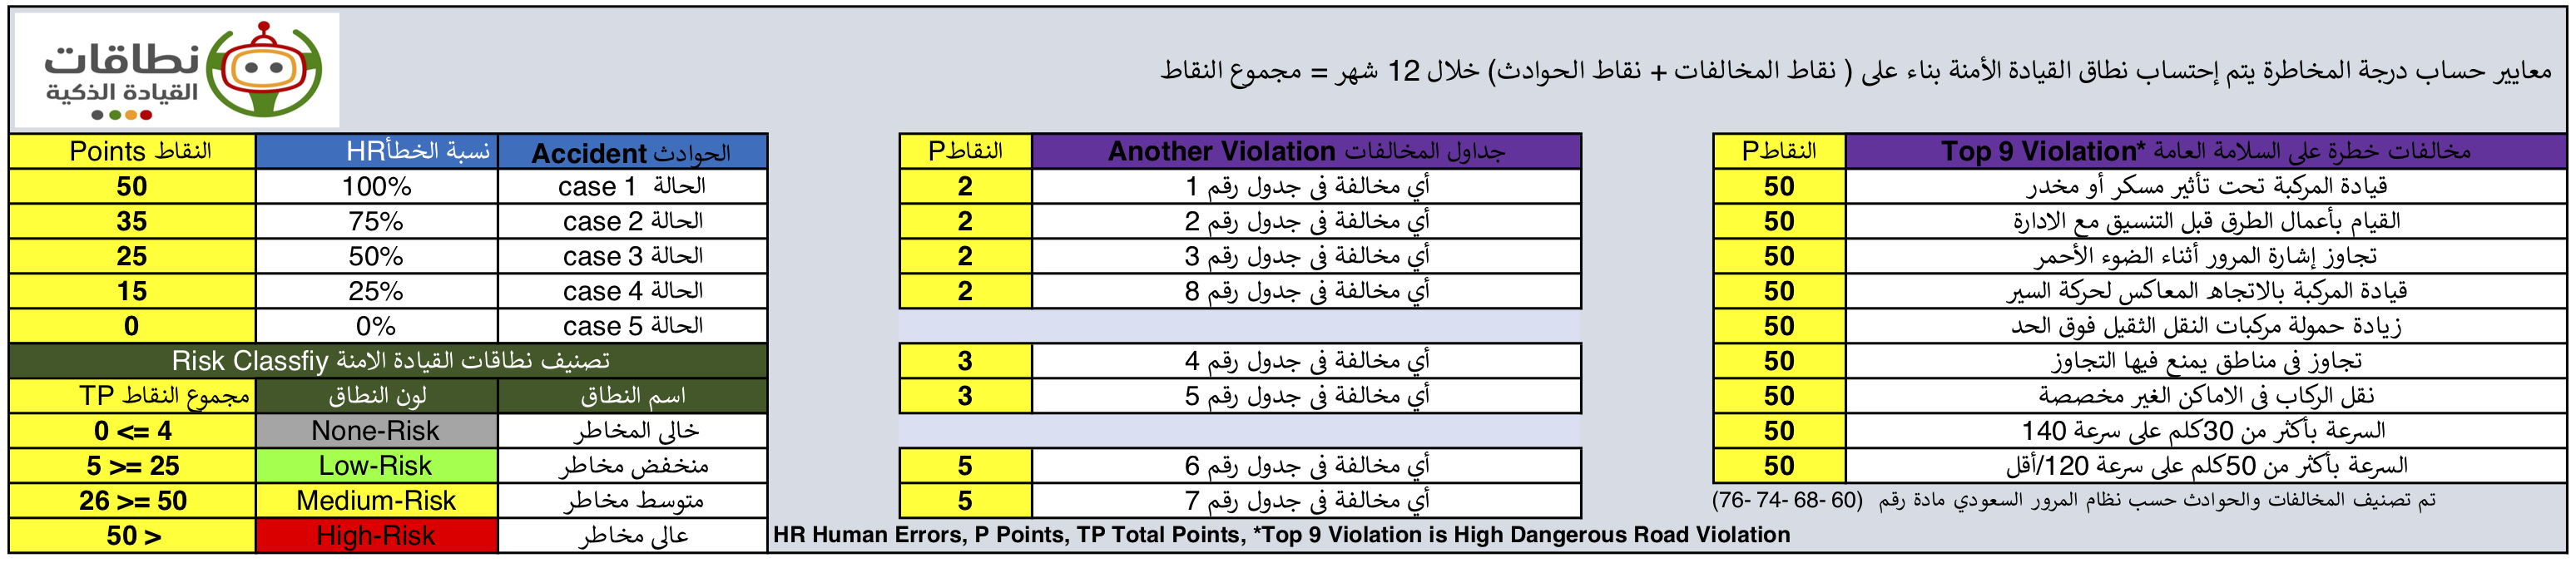 نطاقات
القيادة الذكية
معايير حساب درجة المخاطرة يتم إحتساب نطاق القيادة الأمنة بناء على ( نقاط المخالفات + نقاط الحوادث) خلال 12 شهر = مجموع النقاط
مخالفات خطرة على السلامة العامة *Top 9 Violation النقاطP
قيادة المركبة تحت تأثير مسكر أو مخدر 50
القيام بأعمال الطرق قبل التنسيق مع الادارة 50
تجاوز إشارة المرور أثناء الضوء الأحمر 50
قيادة المركبة بالاتجاه المعاكس لحركة السير 50
زيادة حمولة مركبات النقل الثقيل فوق الحد 50
تجاوز في مناطق يمنع فيها التجاوز 50
نقل الركاب في الاماكن الغير مخصصة 50
السرعة بأكثر من 30كلم على سرعة 140 50
السرعة بأكثر من 50كلم على سرعة 120/أقل 50
تم تصنيف المخالفات والحوادث حسب نظام المرور السعودي مادة رقم (60 -68 -74 -76)
جداول المخالفات Another Violation النقاطP
أي مخالفة في جدول رقم 1 2
أي مخالفة في جدول رقم 2 2
أي مخالفة في جدول رقم 3 2
أي مخالفة في جدول رقم 8 2
أي مخالفة في جدول رقم 4 3
أي مخالفة في جدول رقم 5 3
أي مخالفة في جدول رقم 6 5
أي مخالفة في جدول رقم 7 5
الحوادث Accident نسبة الخطأHR النقاط Points
الحالة case 1 100% 50
الحالة case 2 75% 35
الحالة case 3 50% 25
الحالة case 4 25% 15
الحالة case 5 0% 0
تصنيف نطاقات القيادة الامنة Risk Classfiy
اسم النطاق لون النطاق مجموع النقاط TP
خالى المخاطر None-Risk 0 <= 4
منخفض مخاطر Low-Risk 5 >= 25
متوسط مخاطر Medium-Risk 26 >= 50
عالى مخاطر High-Risk 50 >
HR Human Errors, P Points, TP Total Points, *Top 9 Violation is High Dangerous Road Violation